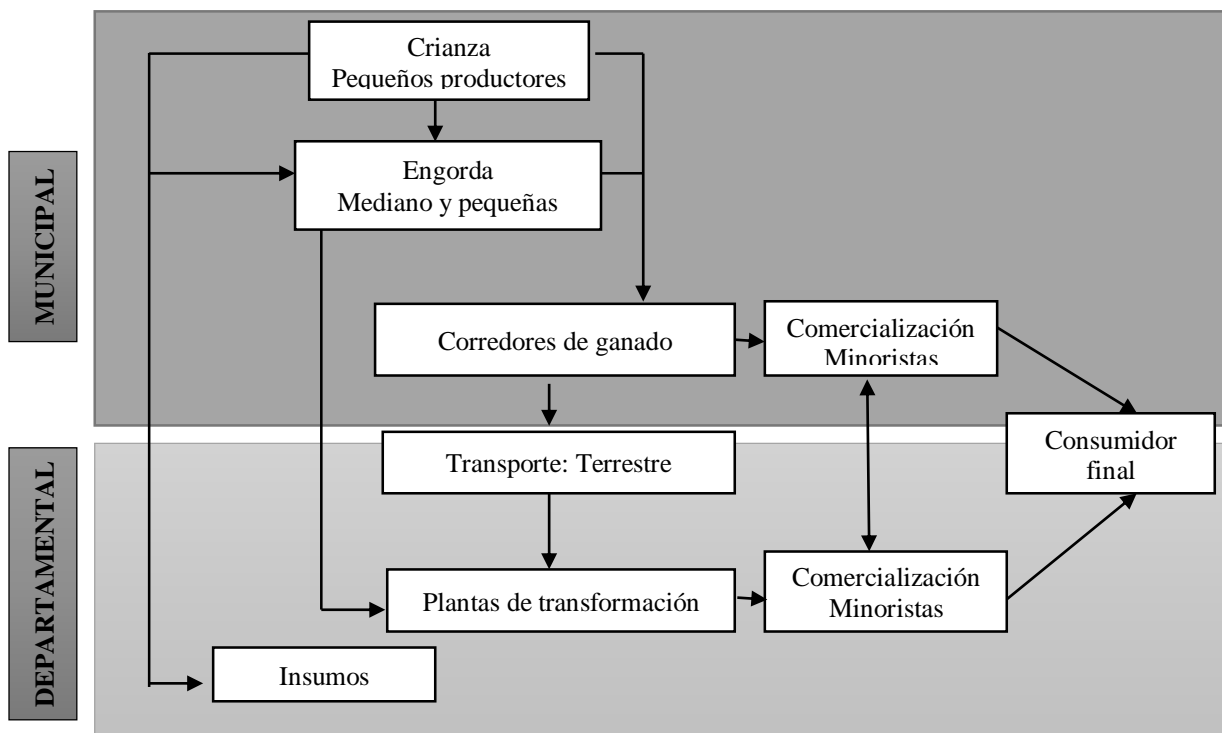 MUNICIPAL
Crianza
Pequeños productores
Engorda
Mediano y pequeñas
Corredores de ganado
Comercialización
Minoristas
Consumidor
final
DEPARTAMENTAL
Transporte: Terrestre
Plantas de transformación
Comercialización
Minoristas
Insumos